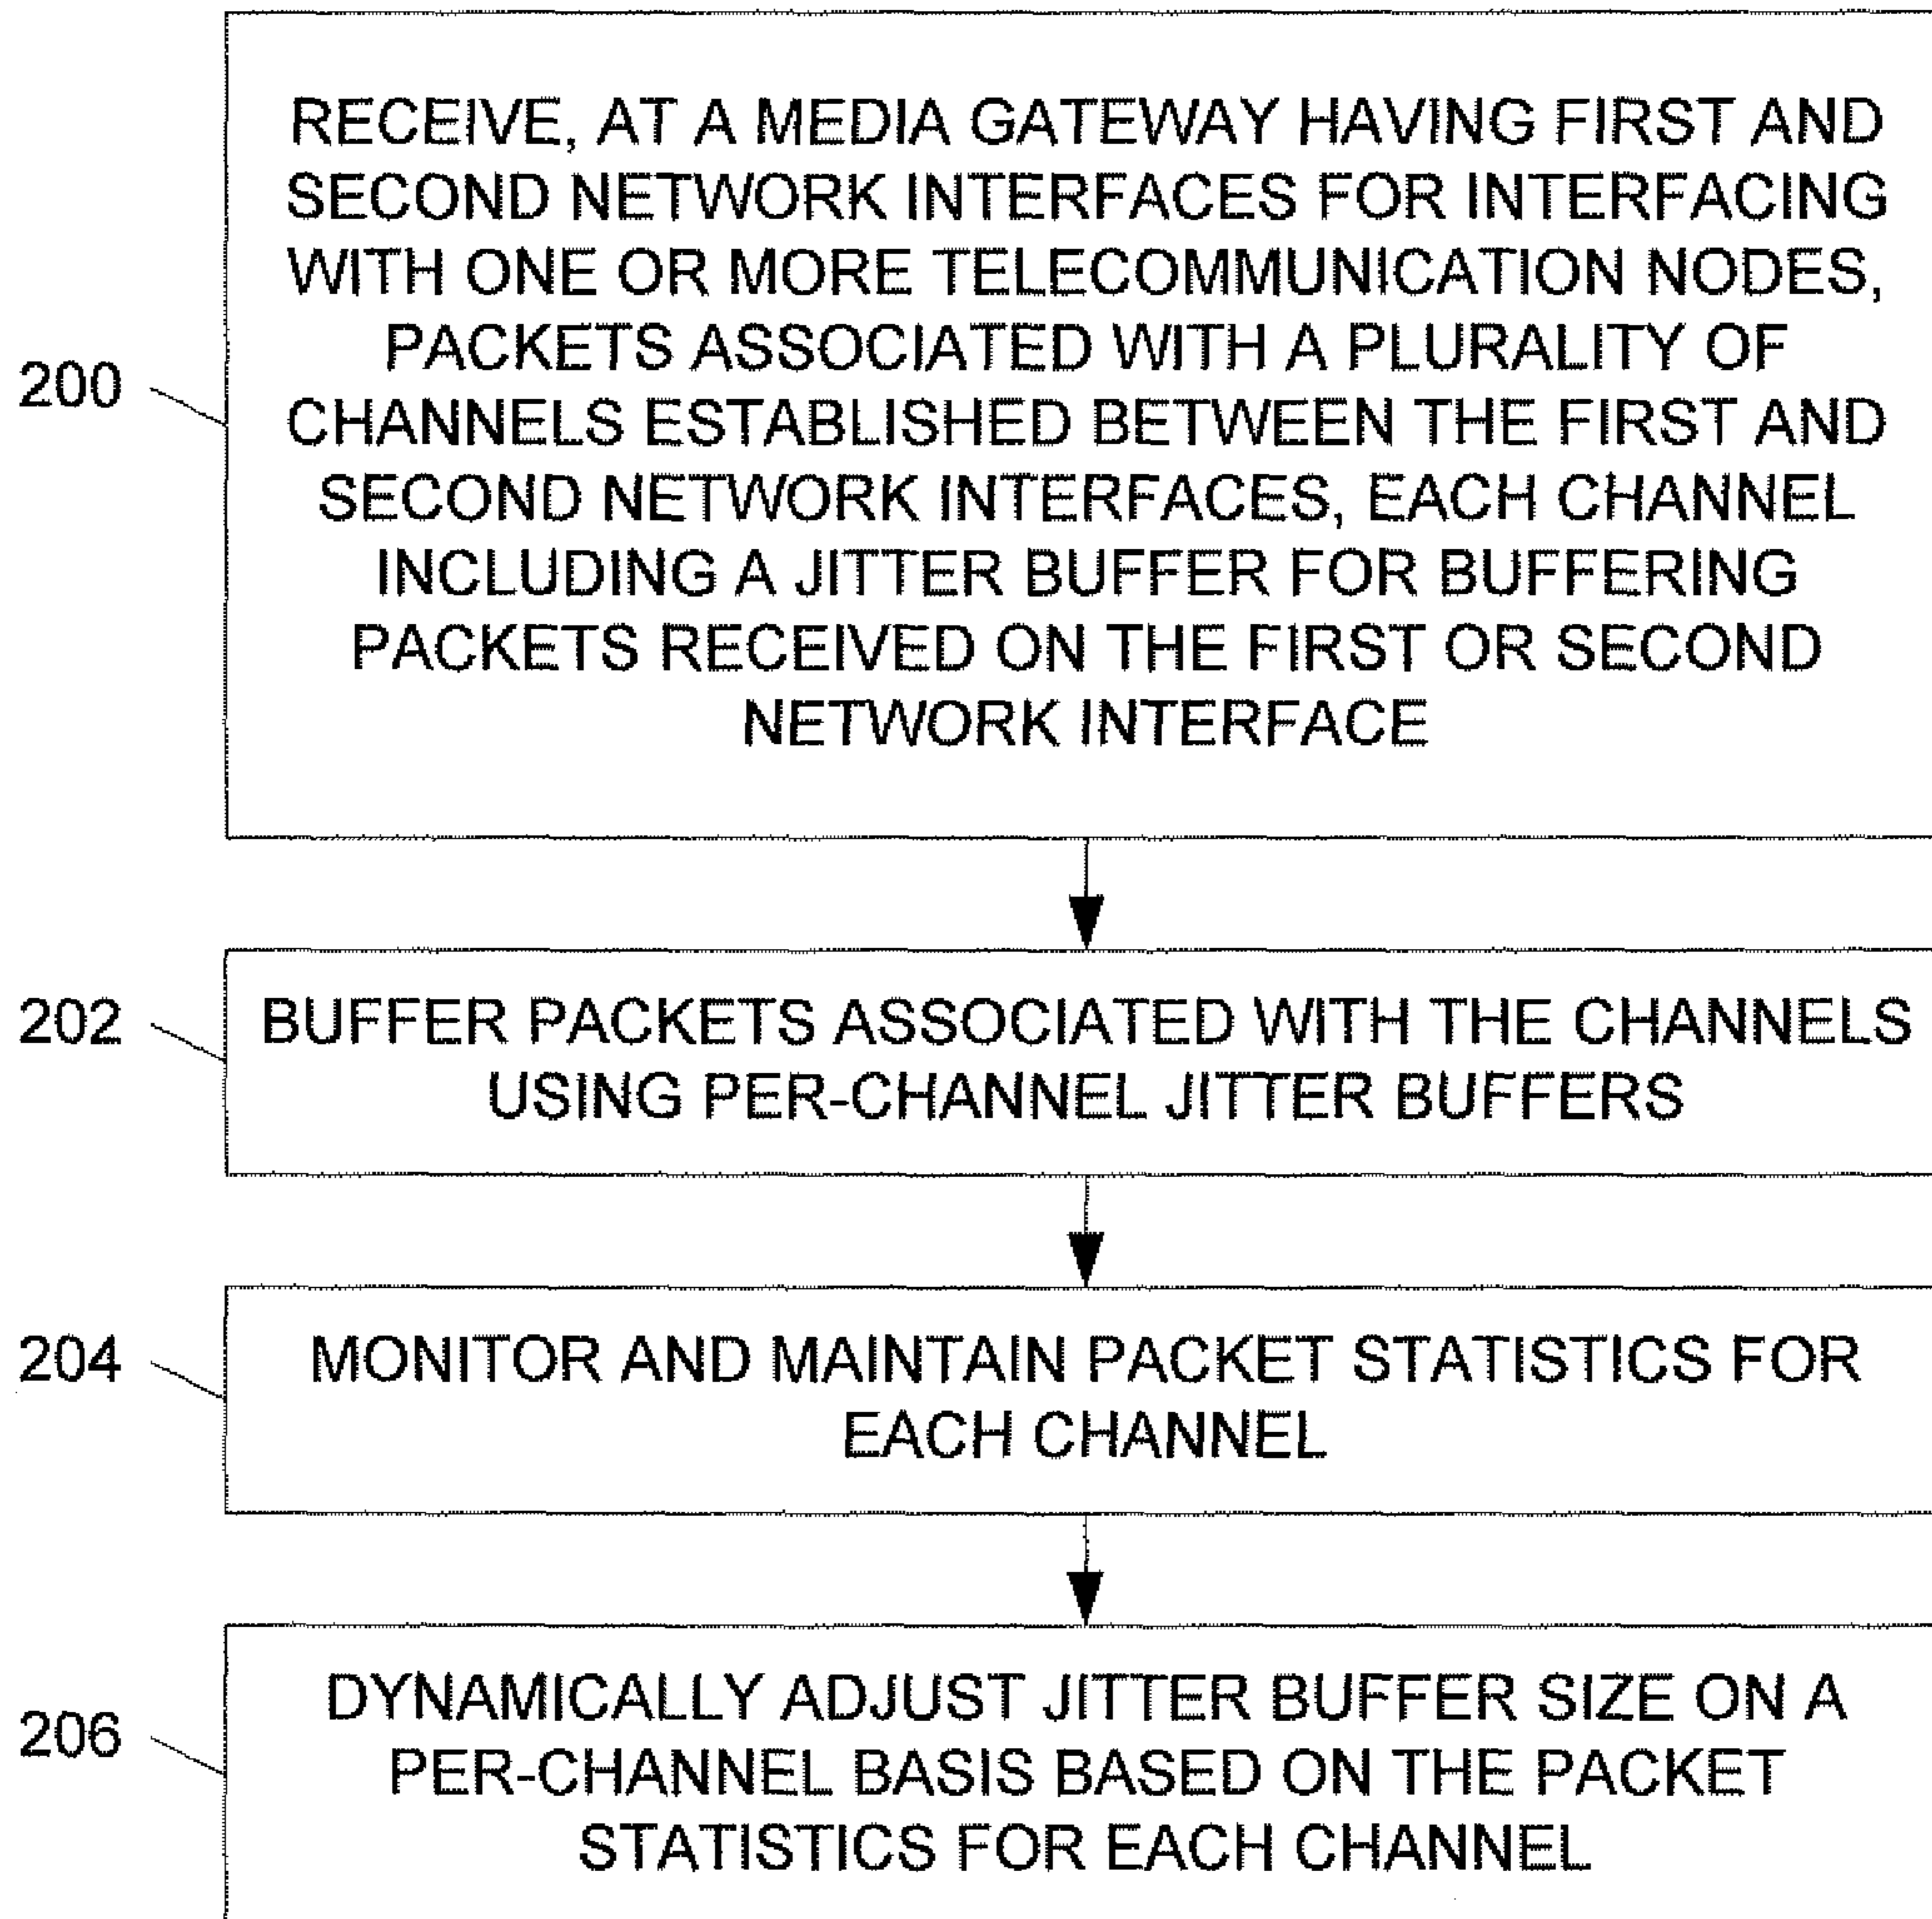 RECEIVE, AT A MEDIA GATEWAY HAVING FIRST AND
SECOND NETWORK INTERFACES FOR INTERFACING
WITH ONE OR MORE TELECOMMUNICATION NODES,
PACKETS ASSOCIATED WITH A PLURALITY OF
200
CHANNELS ESTABLISHED BETWEEN THE FIRST AND
SECOND NETWORK INTERFACES, EACH CHANNEL
INCLUDING A JITTER BUFFER FOR BUFFERING
PACKETS RECEIVED ON THE FIRST OR SECOND
NETWORK INTERFACE
202
BUFFER PACKETS ASSOCIATED WITH THE CHANNELS
USING PER-CHANNEL JITTER BUFFERS
204
MONITOR AND MAINTAIN PACKET STATISTICS FOR
EACH CHANNEL
206
DYNAMICALLY ADJUST JITTER BUFFER SIZE ON A
PER-CHANNEL BASIS BASED ON THE PACKET
STATISTICS FOR EACH CHANNEL